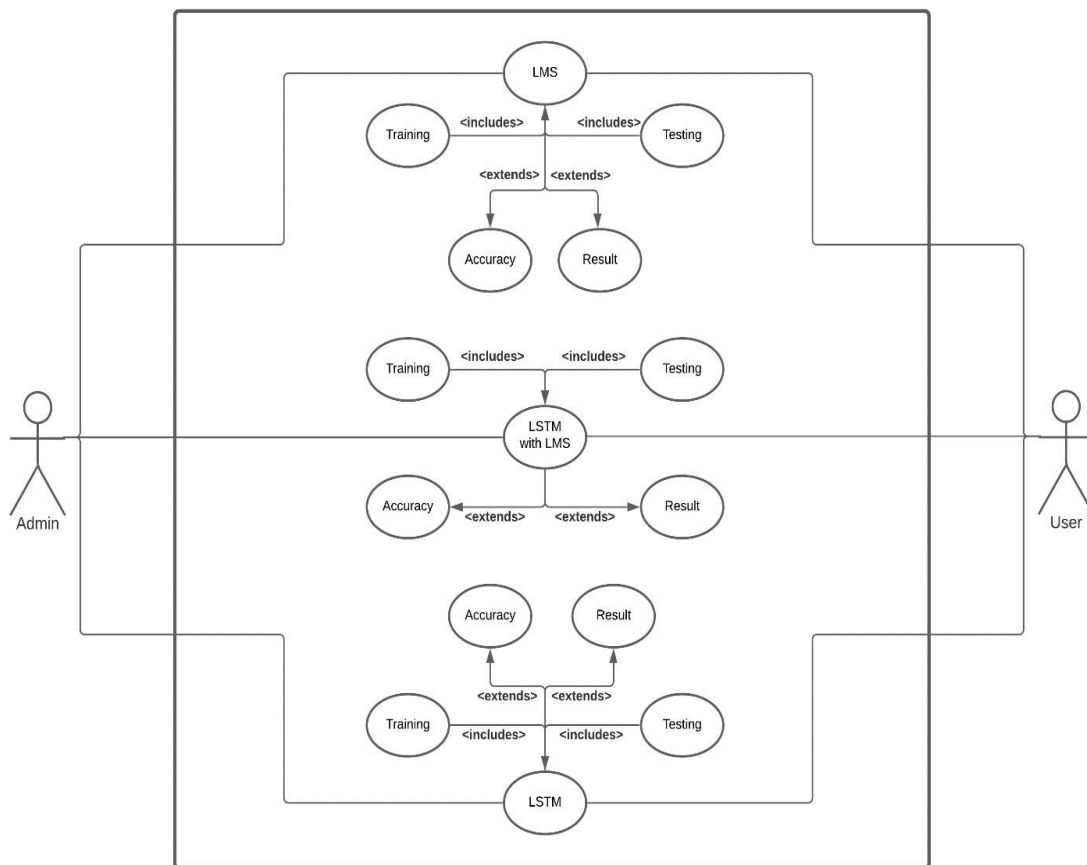 LMS
Training
<includes>
<includes>
Testing
<extends>
<extends>
Accuracy
Result
Training
<includes>
<includes>
Testing
LSTM
with LMS
Accuracy
<extends>
<extends>
Result
Admin
User
Accuracy
Result
<extends>
<extends>
Training
<includes>
<includes>
Testing
LSTM